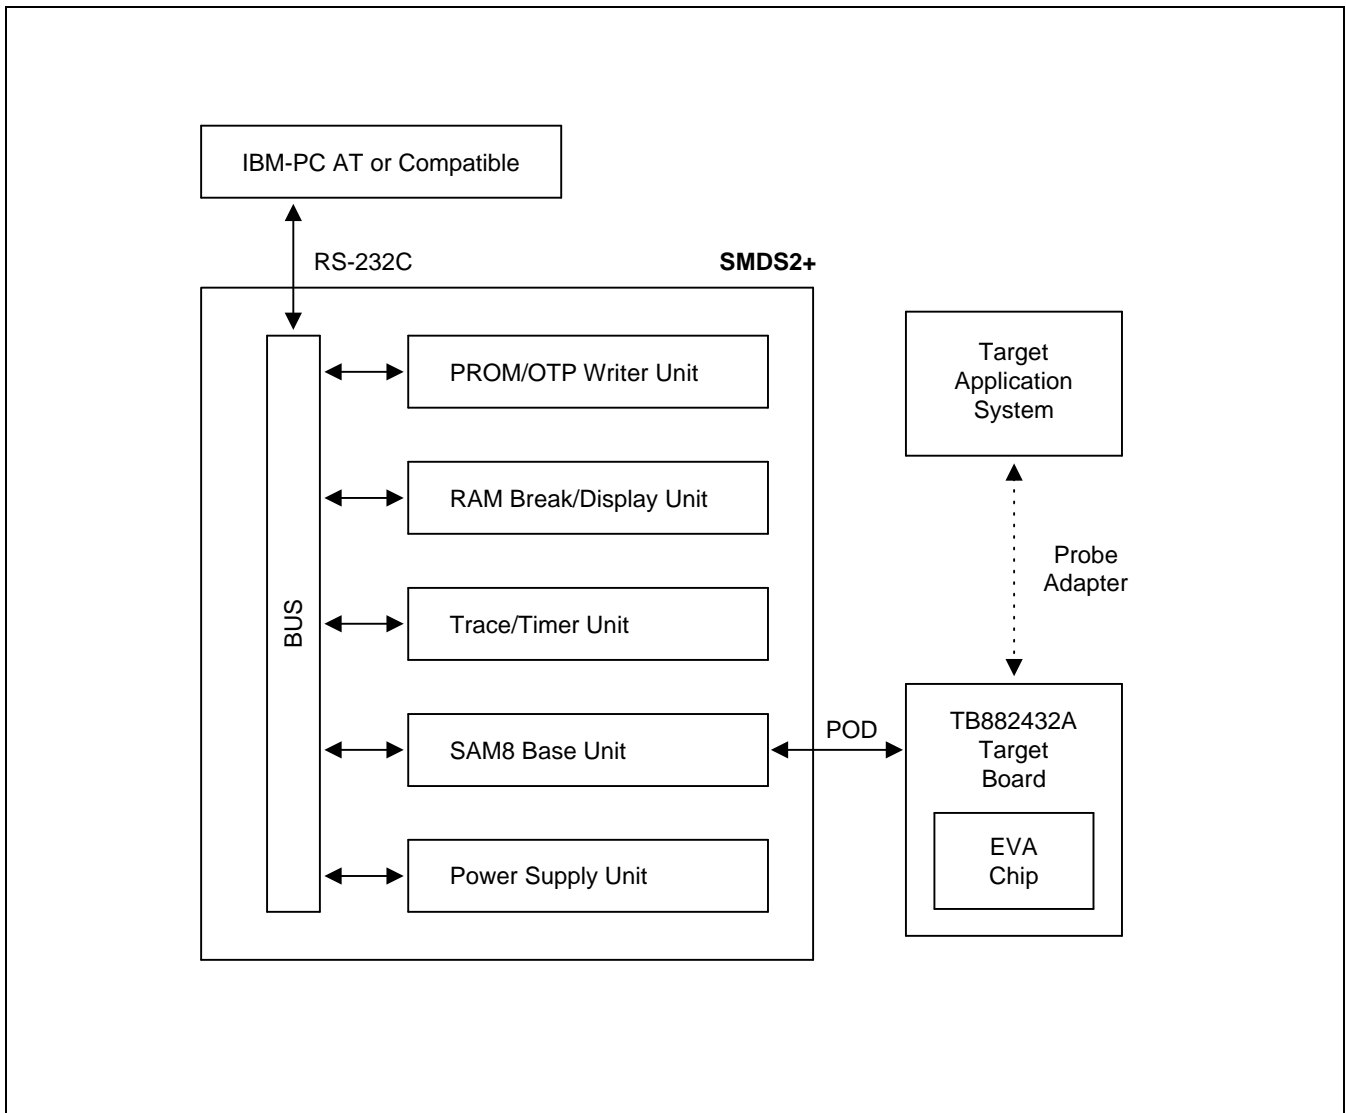 IBM-PC AT or Compatible
RS-232C
SMDS2+
BUS
PROM/OTP Writer Unit
RAM Break/Display Unit
Trace/Timer Unit
SAM8 Base Unit
Power Supply Unit
POD
Target
Application
System
Probe
Adapter
TB882432A
Target
Board
EVA
Chip